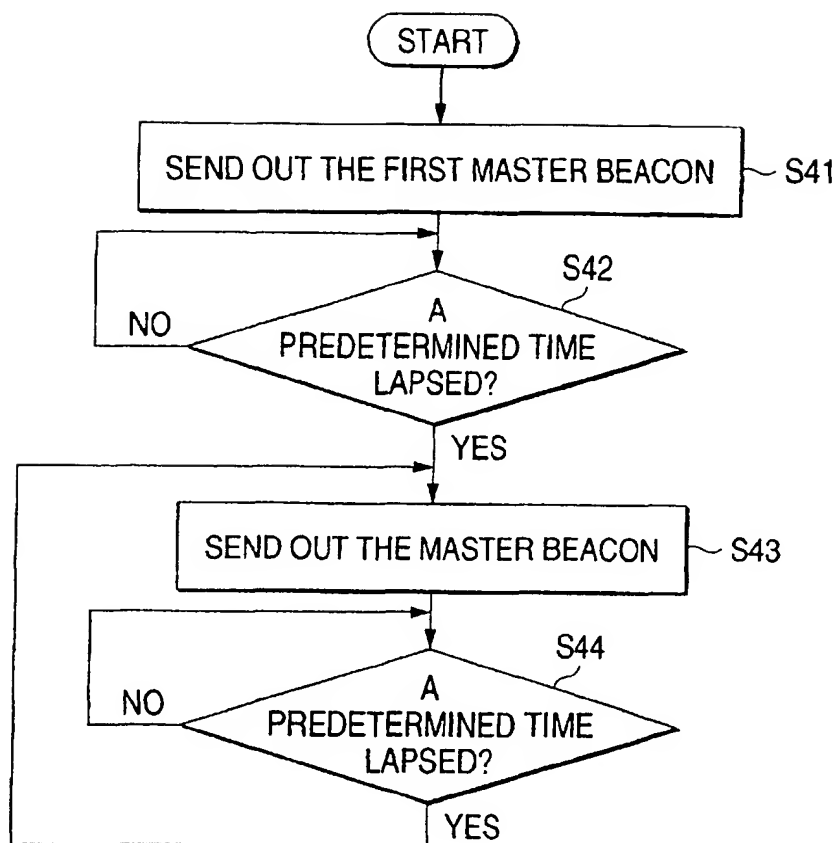 START
SEND OUT THE FIRST MASTER BEACON
S41
S42
A
PREDETERMINED TIME
LAPSED?
NO
YES
SEND OUT THE MASTER BEACON
S43
S44
A
PREDETERMINED TIME
LAPSED?
NO
YES